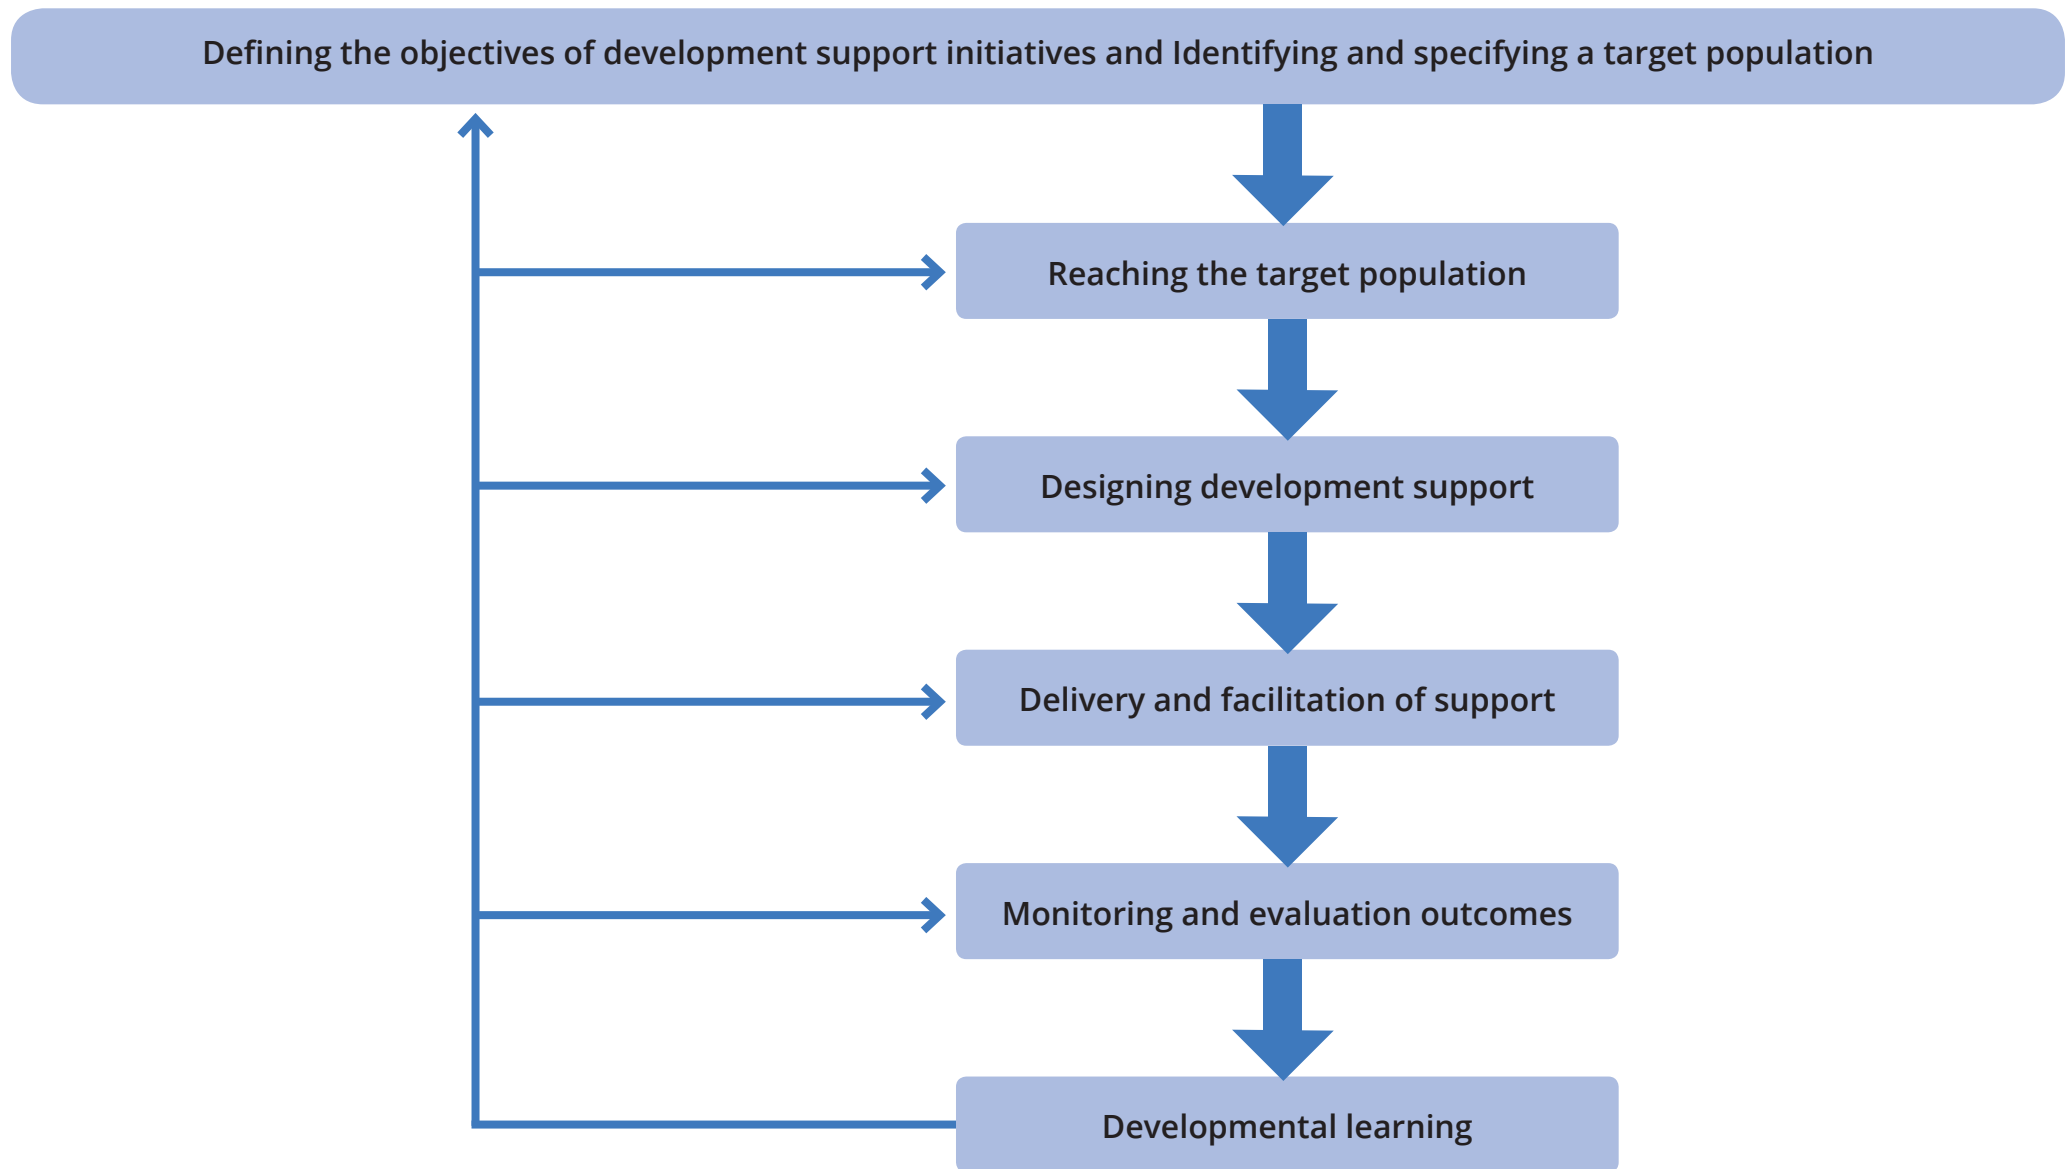 Defining the objectives of development support initiatives and Identifying and specifying a target population
Reaching the target population
Designing development support
Delivery and facilitation of support
Monitoring and evaluation outcomes
Developmental learning